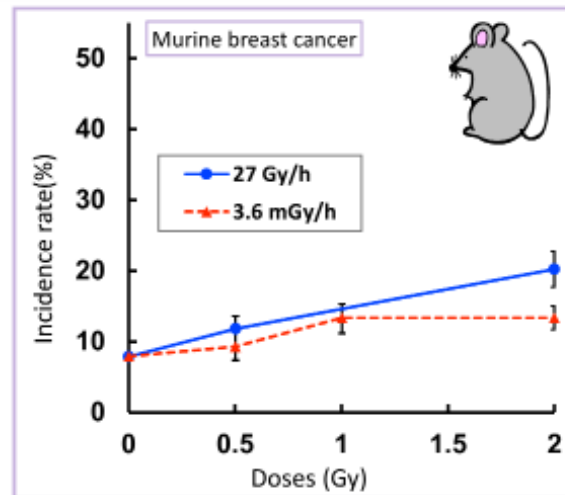 Murine breast cancer
50
40
30
20
10
0
Incidence rate(%)
27 Gy/h
3.6 mGy/h
0 0.5 1 1.5 2
Doses (Gy)